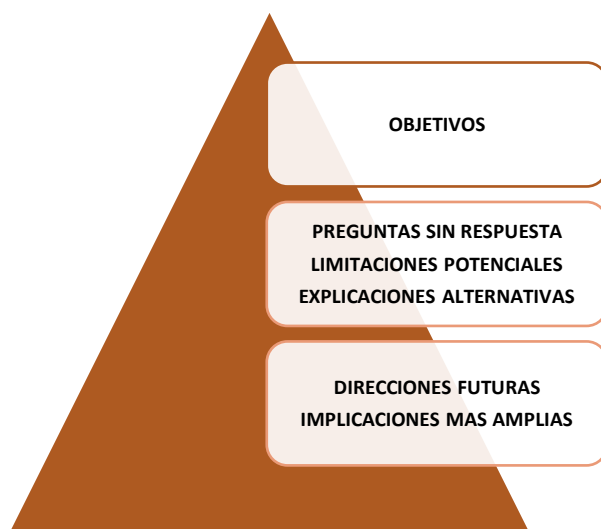 OBJETIVOS
PREGUNTAS SIN RESPUESTA
LIMITACIONES POTENCIALES
EXPLICACIONES ALTERNATIVAS
DIRECCIONES FUTURAS
IMPLICACIONES MAS AMPLIAS